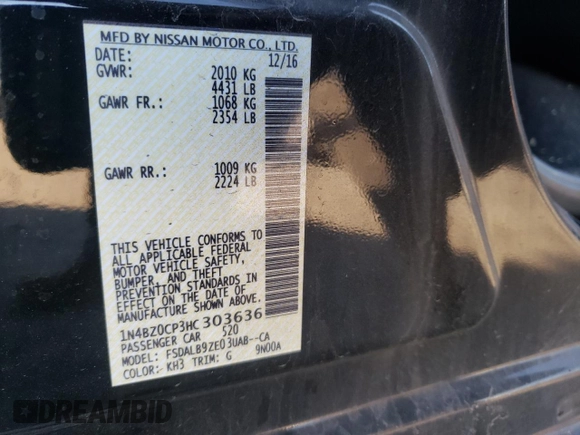 MFD BY NISSAN MOTOR CO., LTD.
DATE: 12/16
GVWR: 2010 KG
4431 LB
GAWR FR.: 1068 KG
2354 LB
GAWR RR.: 1009 KG
2224 LB
THIS VEHICLE CONFORMS TO
ALL APPLICABLE FEDERAL
MOTOR VEHICLE SAFETY,
BUMPER, AND THEFT
PREVENTION STANDARDS IN
EFFECT ON THE DATE OF
MANUFACTURE SHOWN ABOVE.
1N4BZ0CP3HC303636
PASSENGER CAR 520
MODEL: FSDALB9ZE03UAB--CA
COLOR: KH3 TRIM: G 9N00A
DREAMBID